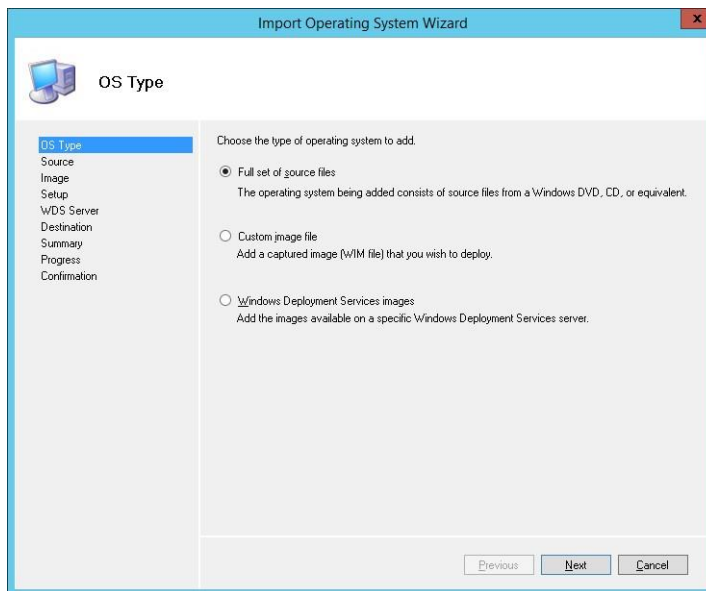 Import Operating System Wizard
x
OS Type
OS Type
Source
Image
Setup
WDS Server
Destination
Summary
Progress
Confirmation
Choose the type of operating system to add.
Full set of source files
The operating system being added consists of source files from a Windows DVD, CD, or equivalent.
Custom image file
Add a captured image (WIM file) that you wish to deploy.
Windows Deployment Services images
Add the images available on a specific Windows Deployment Services server.
Previous Next Cancel